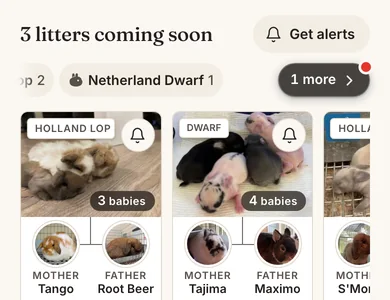 3 litters coming soon
Get alerts
op 2
Netherland Dwarf 1
1 more
HOLLAND LOP
DWARF
HOLLA
3 babies
4 babies
MOTHER
FATHER
MOTHER
FATHER
MOTHER
Tango
Root Beer
Tajima
Maximo
S'Mor